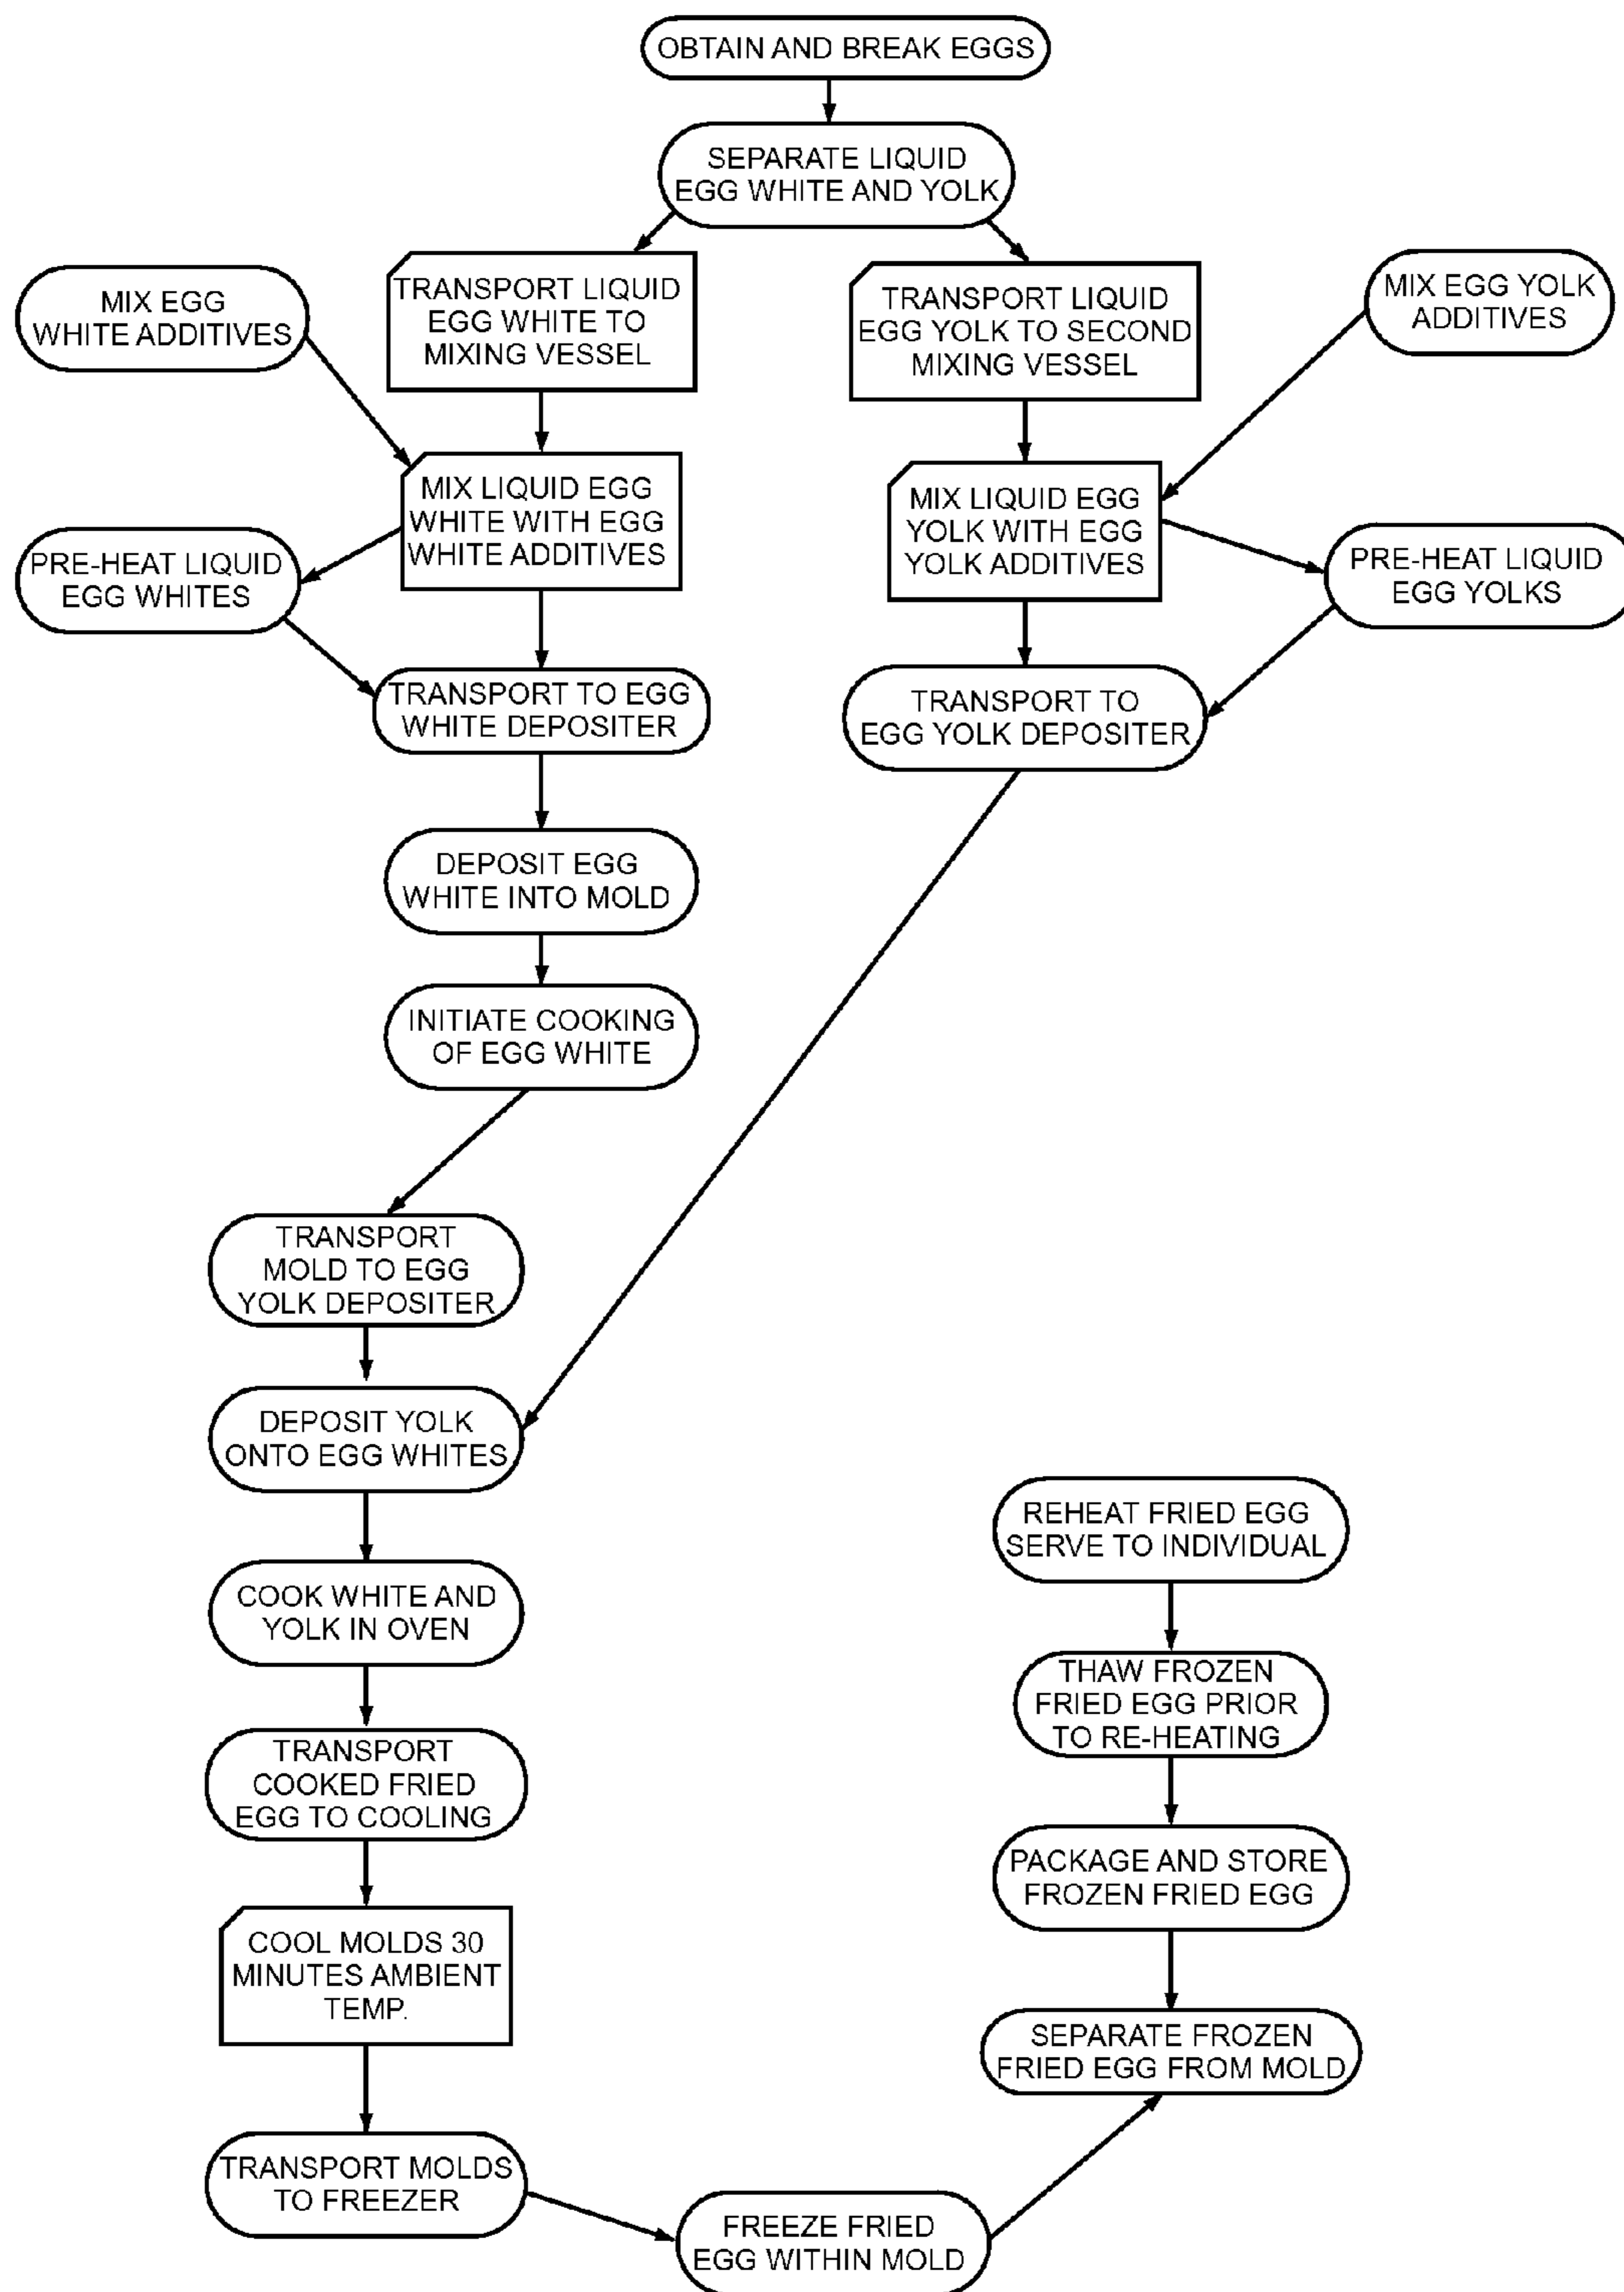 OBTAIN AND BREAK EGGS
SEPARATE LIQUID
EGG WHITE AND YOLK
MIX EGG
WHITE ADDITIVES
TRANSPORT LIQUID
EGG WHITE TO
MIXING VESSEL
TRANSPORT LIQUID
EGG YOLK TO SECOND
MIXING VESSEL
MIX EGG YOLK
ADDITIVES
MIX LIQUID EGG
WHITE WITH EGG
WHITE ADDITIVES
MIX LIQUID EGG
YOLK WITH EGG
YOLK ADDITIVES
PRE-HEAT LIQUID
EGG WHITES
PRE-HEAT LIQUID
EGG YOLKS
TRANSPORT TO EGG
WHITE DEPOSITER
TRANSPORT TO
EGG YOLK DEPOSITER
DEPOSIT EGG
WHITE INTO MOLD
INITIATE COOKING
OF EGG WHITE
TRANSPORT
MOLD TO EGG
YOLK DEPOSITER
DEPOSIT YOLK
ONTO EGG WHITES
COOK WHITE AND
YOLK IN OVEN
TRANSPORT
COOKED FRIED
EGG TO COOLING
COOL MOLDS 30
MINUTES AMBIENT
TEMP.
TRANSPORT MOLDS
TO FREEZER
FREEZE FRIED
EGG WITHIN MOLD
REHEAT FRIED EGG
SERVE TO INDIVIDUAL
THAW FROZEN
FRIED EGG PRIOR
TO RE-HEATING
PACKAGE AND STORE
FROZEN FRIED EGG
SEPARATE FROZEN
FRIED EGG FROM MOLD